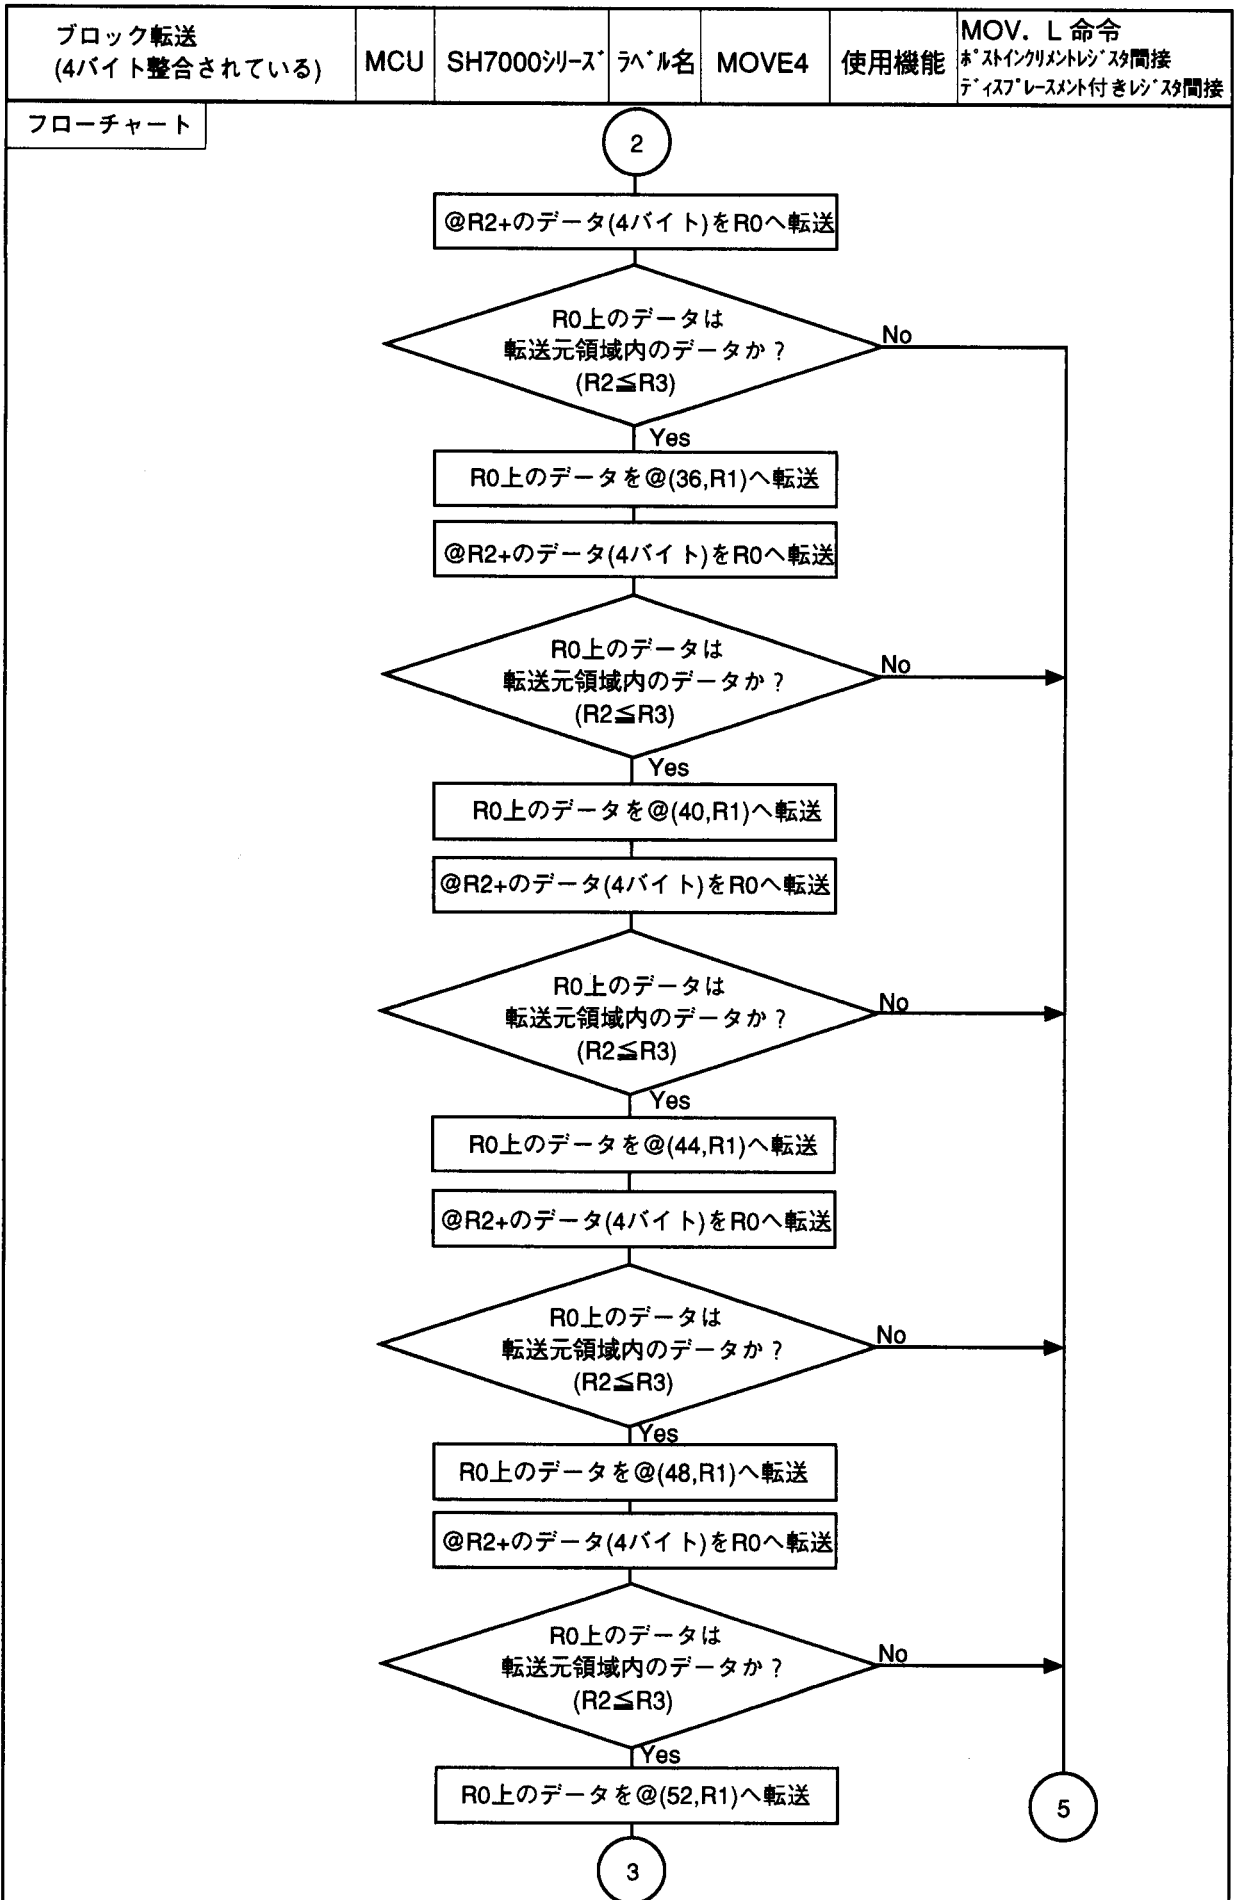 ブロック転送
(4バイト整合されている)
MCU
SH7000シリーズ
ラベル名
MOVE4
使用機能
MOV. L 命令
ポストインクリメントレジスタ間接
ディスプレースメント付きレジスタ間接
フローチャート
2
@R2+のデータ(4バイト)をR0へ転送
R0上のデータは
転送元領域内のデータか?
(R2≦R3)
No
Yes
R0上のデータを@(36,R1)へ転送
@R2+のデータ(4バイト)をR0へ転送
R0上のデータは
転送元領域内のデータか?
(R2≦R3)
No
Yes
R0上のデータを@(40,R1)へ転送
@R2+のデータ(4バイト)をR0へ転送
R0上のデータは
転送元領域内のデータか?
(R2≦R3)
No
Yes
R0上のデータを@(44,R1)へ転送
@R2+のデータ(4バイト)をR0へ転送
R0上のデータは
転送元領域内のデータか?
(R2≦R3)
No
Yes
R0上のデータを@(48,R1)へ転送
@R2+のデータ(4バイト)をR0へ転送
R0上のデータは
転送元領域内のデータか?
(R2≦R3)
No
Yes
R0上のデータを@(52,R1)へ転送
5
3